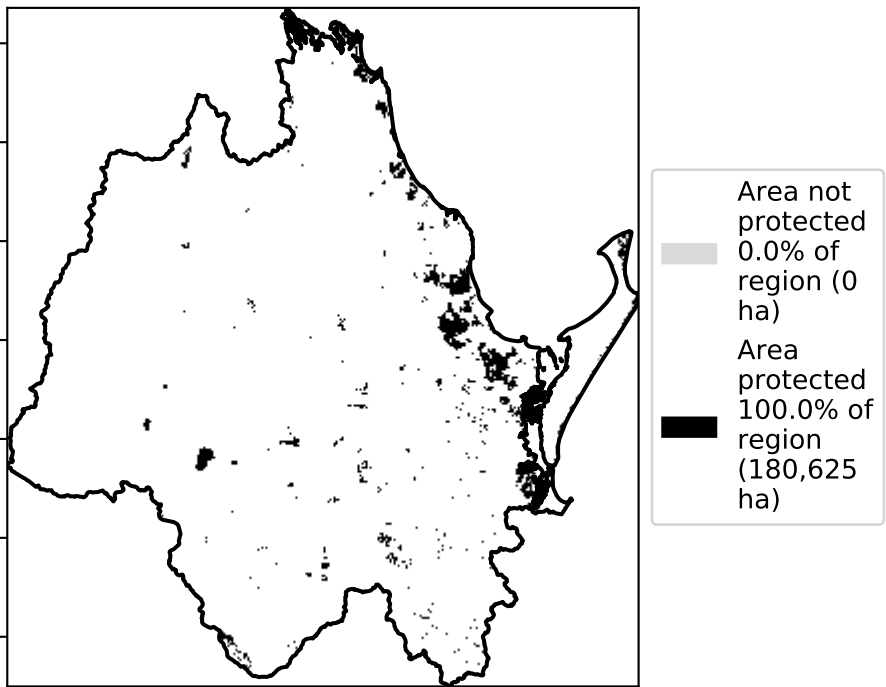 Area not
protected
0.0% of
region (0
ha)
Area
protected
100.0% of
region
(180,625
ha)